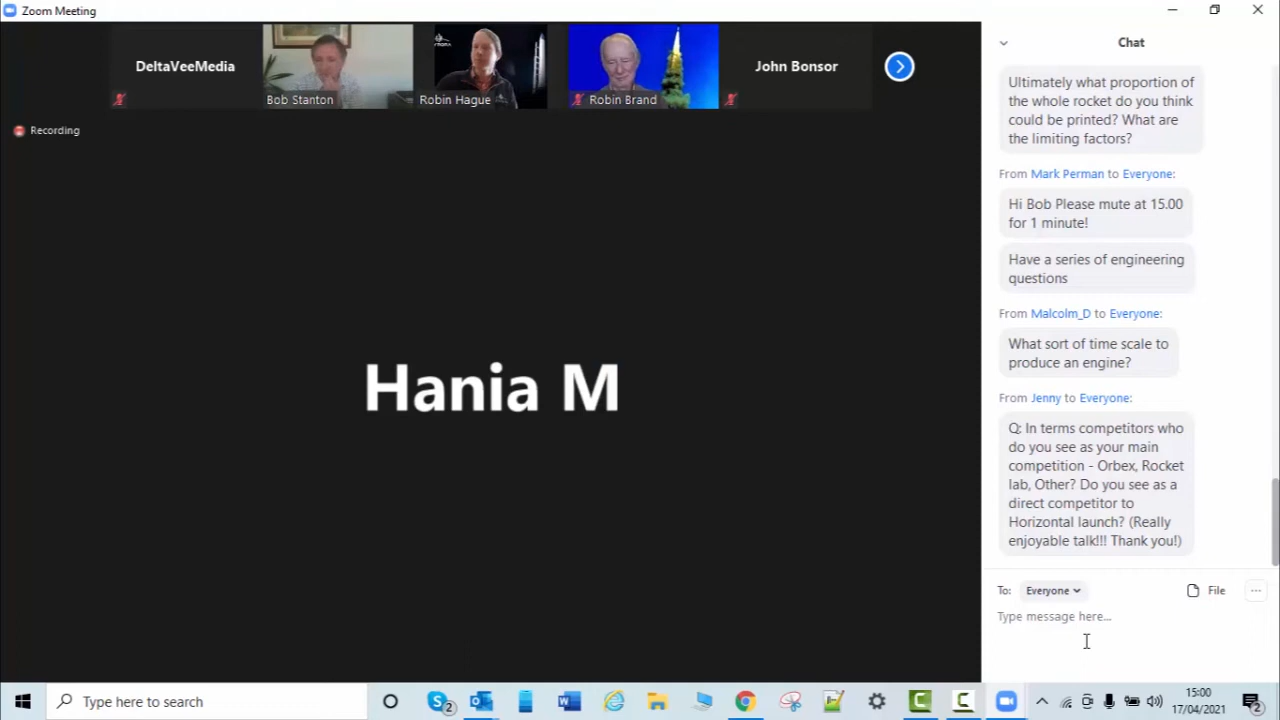 Zoom Meeting
DeltaVeeMedia
Bob Stanton
Robin Hague
Robin Brand
John Bonsor
Recording
Hania M
Chat
Ultimately what proportion of
the whole rocket do you think
could be printed? What are
the limiting factors?
From Mark Perman to Everyone:
Hi Bob Please mute at 15.00
for 1 minute!
Have a series of engineering
questions
From Malcolm_D to Everyone:
What sort of time scale to
produce an engine?
From Jenny to Everyone:
Q: In terms competitors who
do you see as your main
competition - Orbex, Rocket
lab, Other? Do you see as a
direct competitor to
Horizontal launch? (Really
enjoyable talk!!! Thank you!)
To: Everyone
File
Type message here...
Type here to search
2
15:00
17/04/2021
2